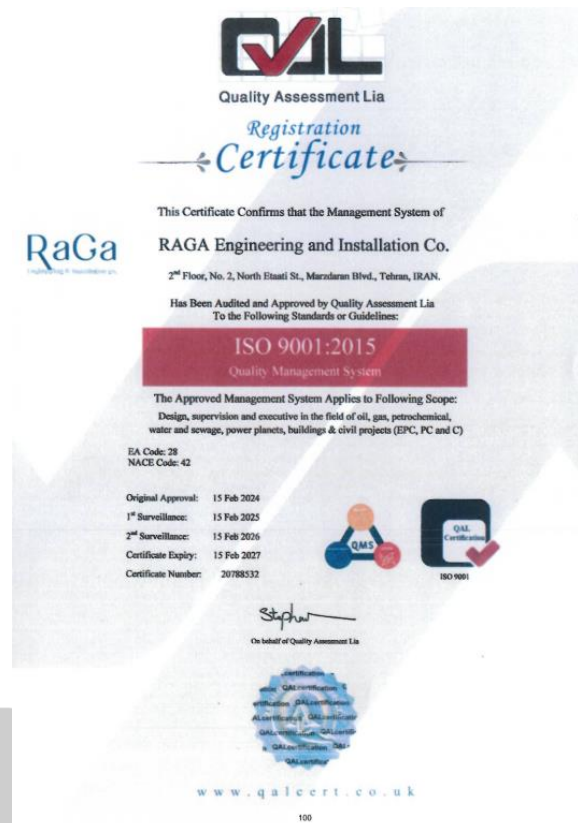 QAL
Quality Assessment Lia
Registration
Certificate
This Certificate Confirms that the Management System of
RaGa
RAGA Engineering and Installation Co.
2nd Floor, No. 2, North Etaati St., Marzdaran Blvd., Tehran, IRAN.
Has Been Audited and Approved by Quality Assessment Lia
To the Following Standards or Guidelines:
ISO 9001:2015
Quality Management System
The Approved Management System Applies to Following Scope:
Design, supervision and executive in the field of oil, gas, petrochemical,
water and sewage, power planets, buildings & civil projects (EPC, PC and C)
EA Code: 28
NACE Code: 42
Original Approval: 15 Feb 2024
1st Surveillance: 15 Feb 2025
2nd Surveillance: 15 Feb 2026
Certificate Expiry: 15 Feb 2027
Certificate Number: 20788532
QMS
QAL
Certification
ISO 9001
Stephen
On behalf of Quality Assessment Lia
certification
QALcertification
QALcertification
QALcertification
QALcertification
www.qalcert.co.uk
100